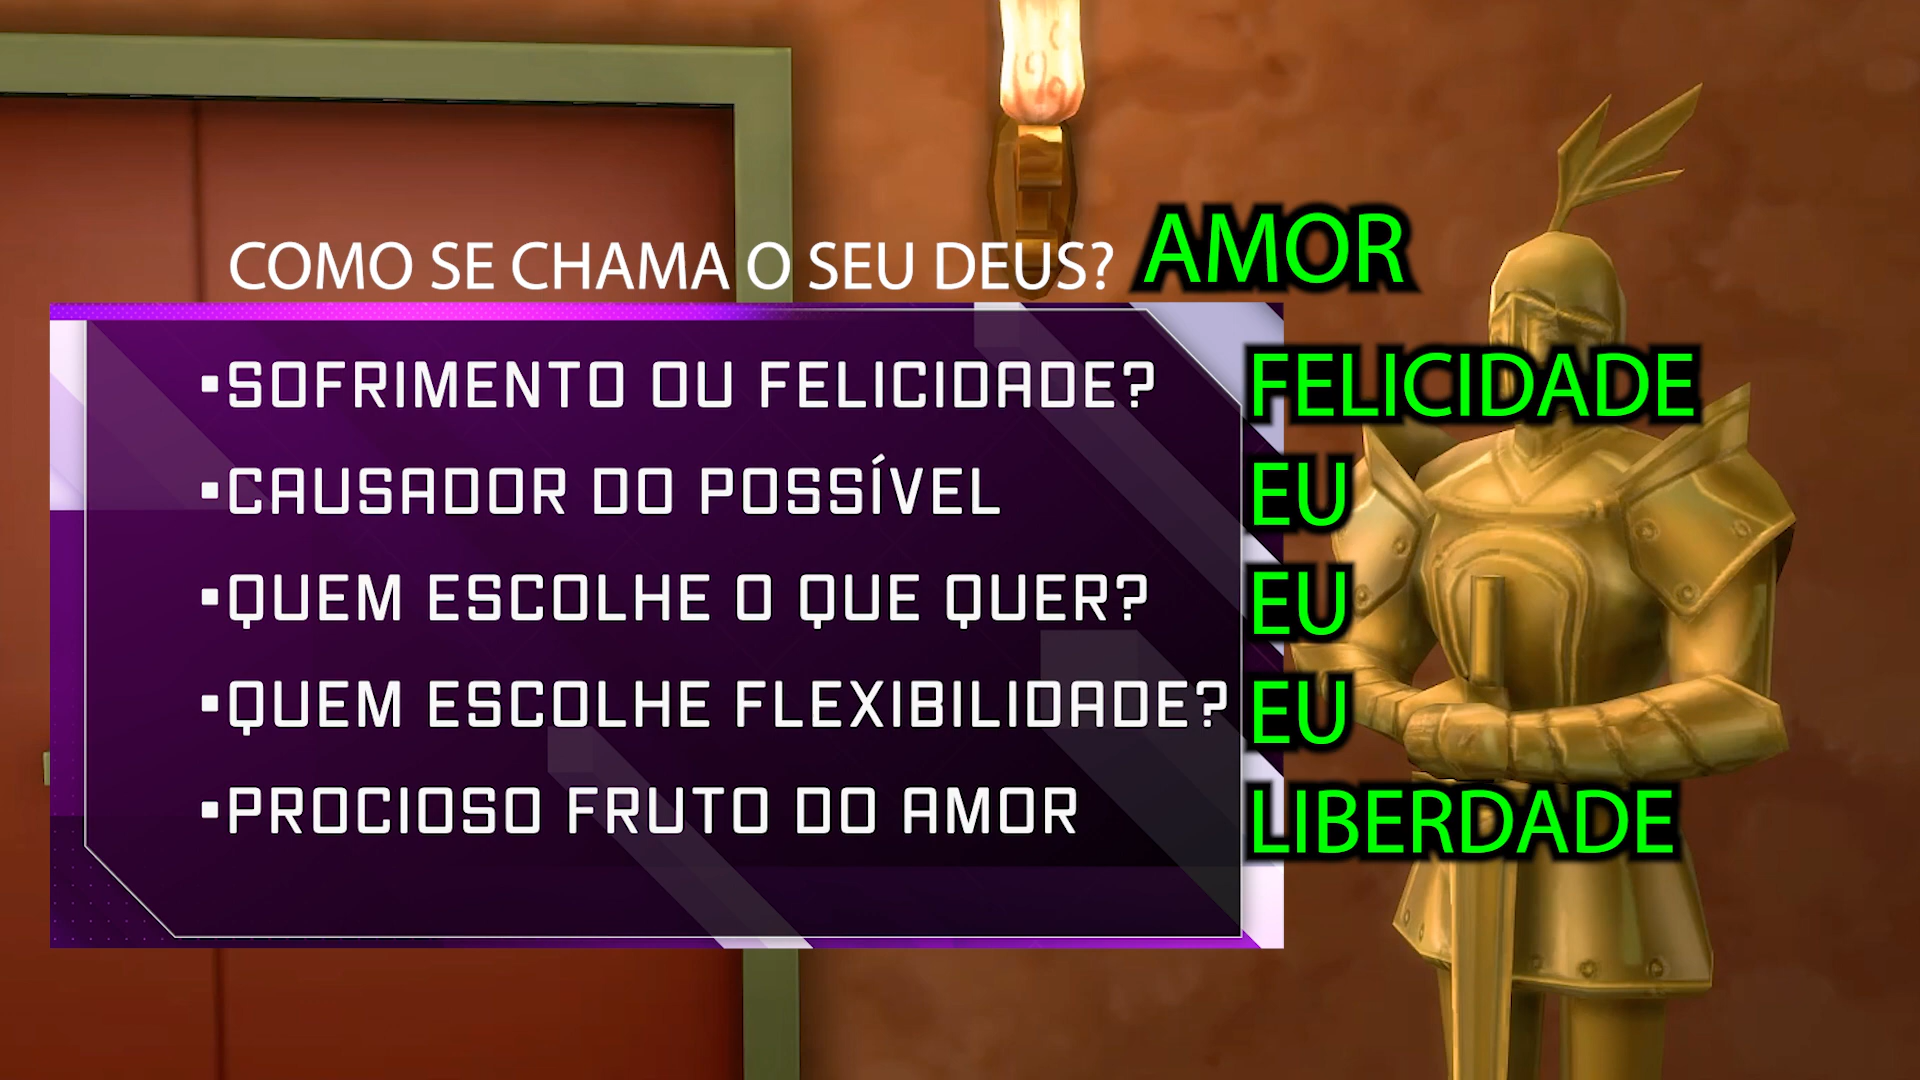 COMO SE CHAMA O SEU DEUS? AMOR
▪SOFRIMENTO OU FELICIDADE? FELICIDADE
▪CAUSADOR DO POSSÍVEL EU
▪QUEM ESCOLHE O QUE QUER? EU
▪QUEM ESCOLHE FLEXIBILIDADE? EU
▪PROCIOSO FRUTO DO AMOR LIBERDADE